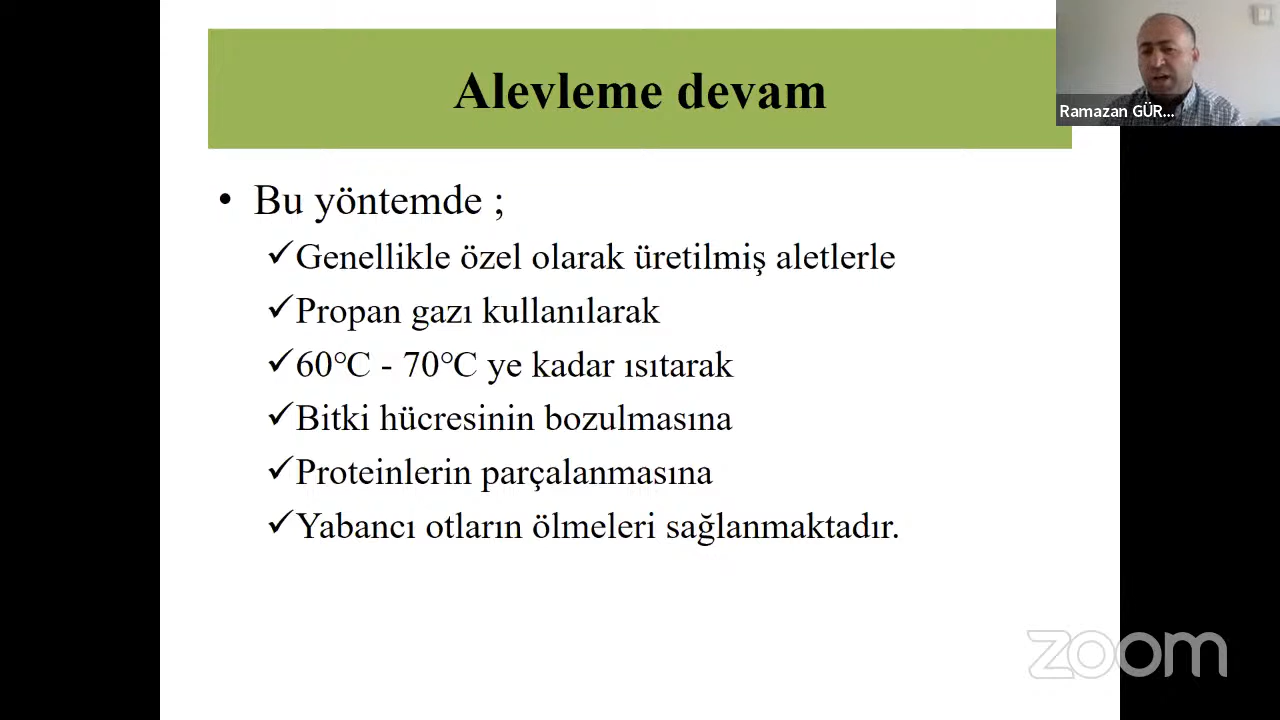 Alevleme devam
Ramazan GÜR...
• Bu yöntemde ;
✓Genellikle özel olarak üretilmiş aletlerle
✓Propan gazı kullanılarak
✓60°C - 70°C ye kadar ısıtarak
✓Bitki hücresinin bozulmasına
✓Proteinlerin parçalanmasına
✓Yabancı otların ölmeleri sağlanmaktadır.
zoom